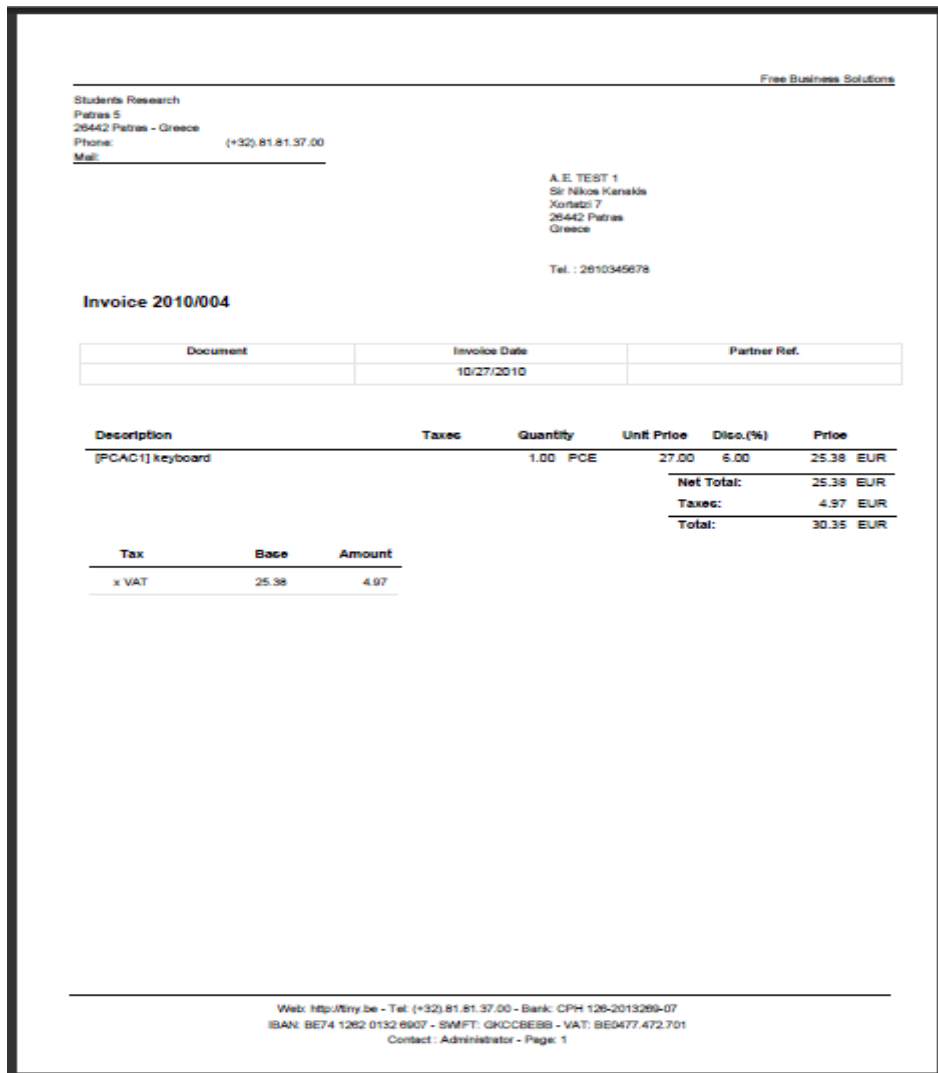 Free Business Solutions
Students Research
Patras 5
26442 Patras - Greece
Phone: (+32).81.81.37.00
Mail:
A.E. TEST 1
Sir Nikos Kanakis
Xortatzi 7
26442 Patras
Greece
Tel. : 2610345678
Invoice 2010/004
Document Invoice Date Partner Ref.
10/27/2010
Description Taxes Quantity Unit Price Disc.(%) Price
[PCAC1] keyboard 1.00 PCE 27.00 6.00 25.38 EUR
Net Total: 25.38 EUR
Taxes: 4.97 EUR
Total: 30.35 EUR
Tax Base Amount
x VAT 25.38 4.97
Web: http://tiny.be - Tel: (+32).81.81.37.00 - Bank: CPH 126-2013269-07
IBAN: BE74 1262 0132 6907 - SWIFT: GKCCBEBB - VAT: BE0477.472.701
Contact : Administrator - Page: 1